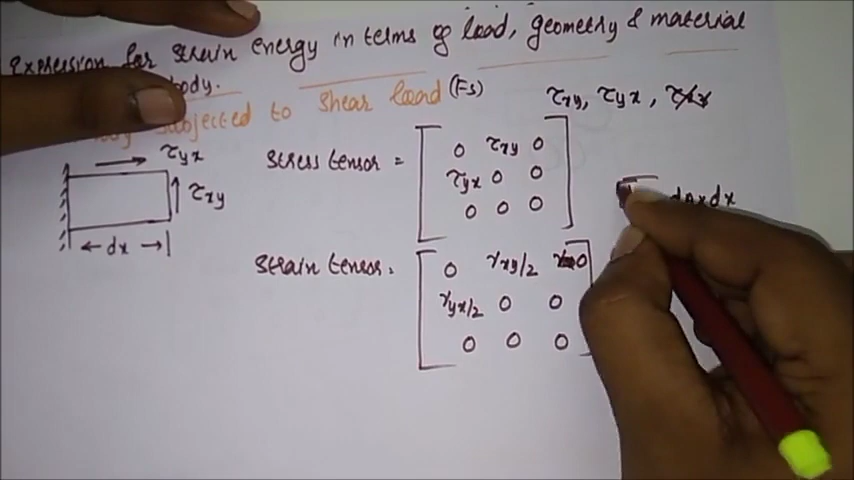 Expression for strain energy in terms of load, geometry & material
body.
subjected to shear load (Fs)
τxy, τyx,
τyx
τxy
dx
stress tensor = 0 τxy 0
τyx 0 0
0 0 0
dx
strain tensor = 0 γxy/2 0
γyx/2 0 0
0 0 0